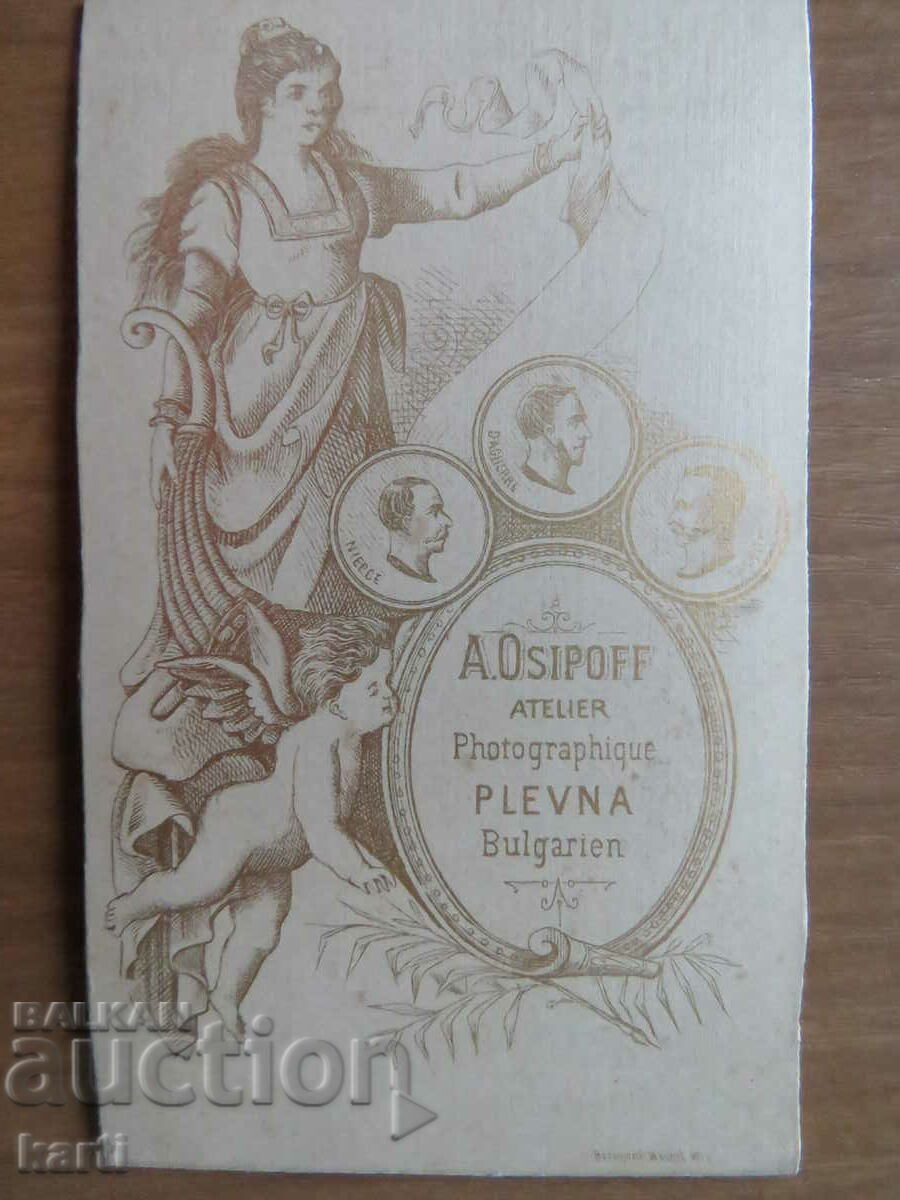 NIEPCE
DAGUERRE
A. OSIPOFF
ATELIER
Photographique
PLEVNA
Bulgarien
BALKAN
auction
karti